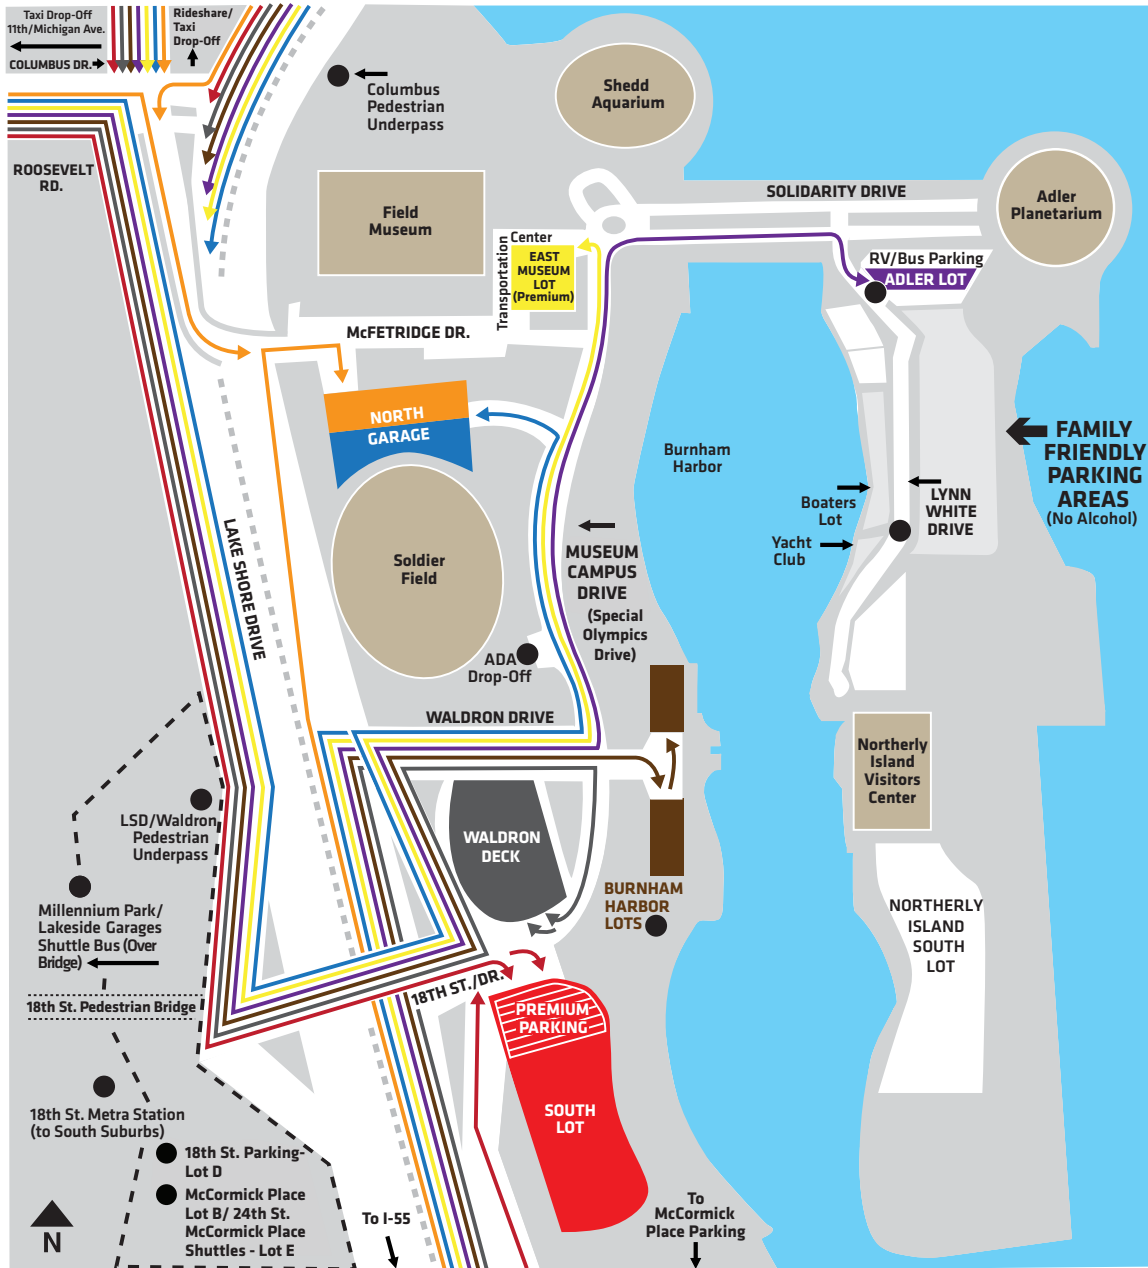 Taxi Drop-Off
11th/Michigan Ave.
COLUMBUS DR.
Rideshare/
Taxi
Drop-Off
Columbus
Pedestrian
Underpass
Shedd
Aquarium
ROOSEVELT
RD.
SOLIDARITY DRIVE
Adler
Planetarium
Field
Museum
Transportation
Center
EAST
MUSEUM
LOT
(Premium)
RV/Bus Parking
ADLER LOT
McFETRIDGE DR.
NORTH
GARAGE
Burnham
Harbor
FAMILY
FRIENDLY
PARKING
AREAS
(No Alcohol)
Boaters
Lot
LYNN
WHITE
DRIVE
Yacht
Club
LAKE SHORE DRIVE
Soldier
Field
MUSEUM
CAMPUS
DRIVE
(Special
Olympics
Drive)
ADA
Drop-Off
WALDRON DRIVE
Northerly
Island
Visitors
Center
LSD/Waldron
Pedestrian
Underpass
WALDRON
DECK
BURNHAM
HARBOR
LOTS
Millennium Park/
Lakeside Garages
Shuttle Bus (Over
Bridge)
NORTHERLY
ISLAND
SOUTH
LOT
18TH ST./DR.
18th St. Pedestrian Bridge
PREMIUM
PARKING
SOUTH
LOT
18th St. Metra Station
(to South Suburbs)
18th St. Parking-
Lot D
McCormick Place
Lot B/ 24th St.
McCormick Place
Shuttles - Lot E
N
To I-55
To
McCormick
Place Parking